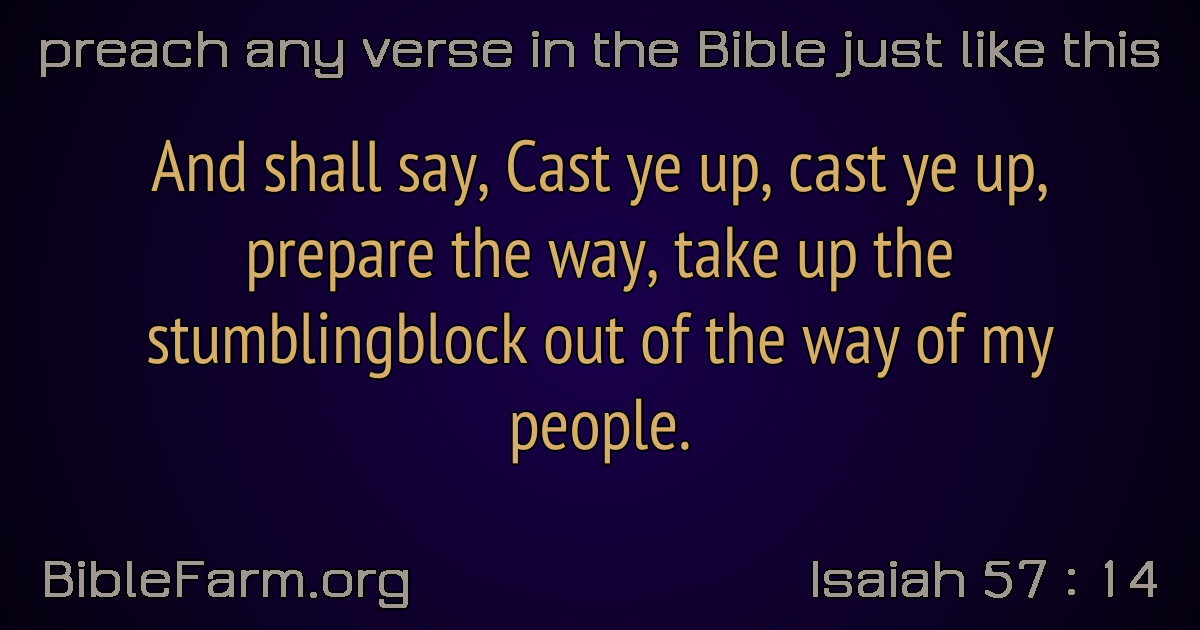 preach any verse in the Bible just like this
And shall say, Cast ye up, cast ye up,
prepare the way, take up the
stumblingblock out of the way of my
people.
BibleFarm.org
Isaiah 57 : 14